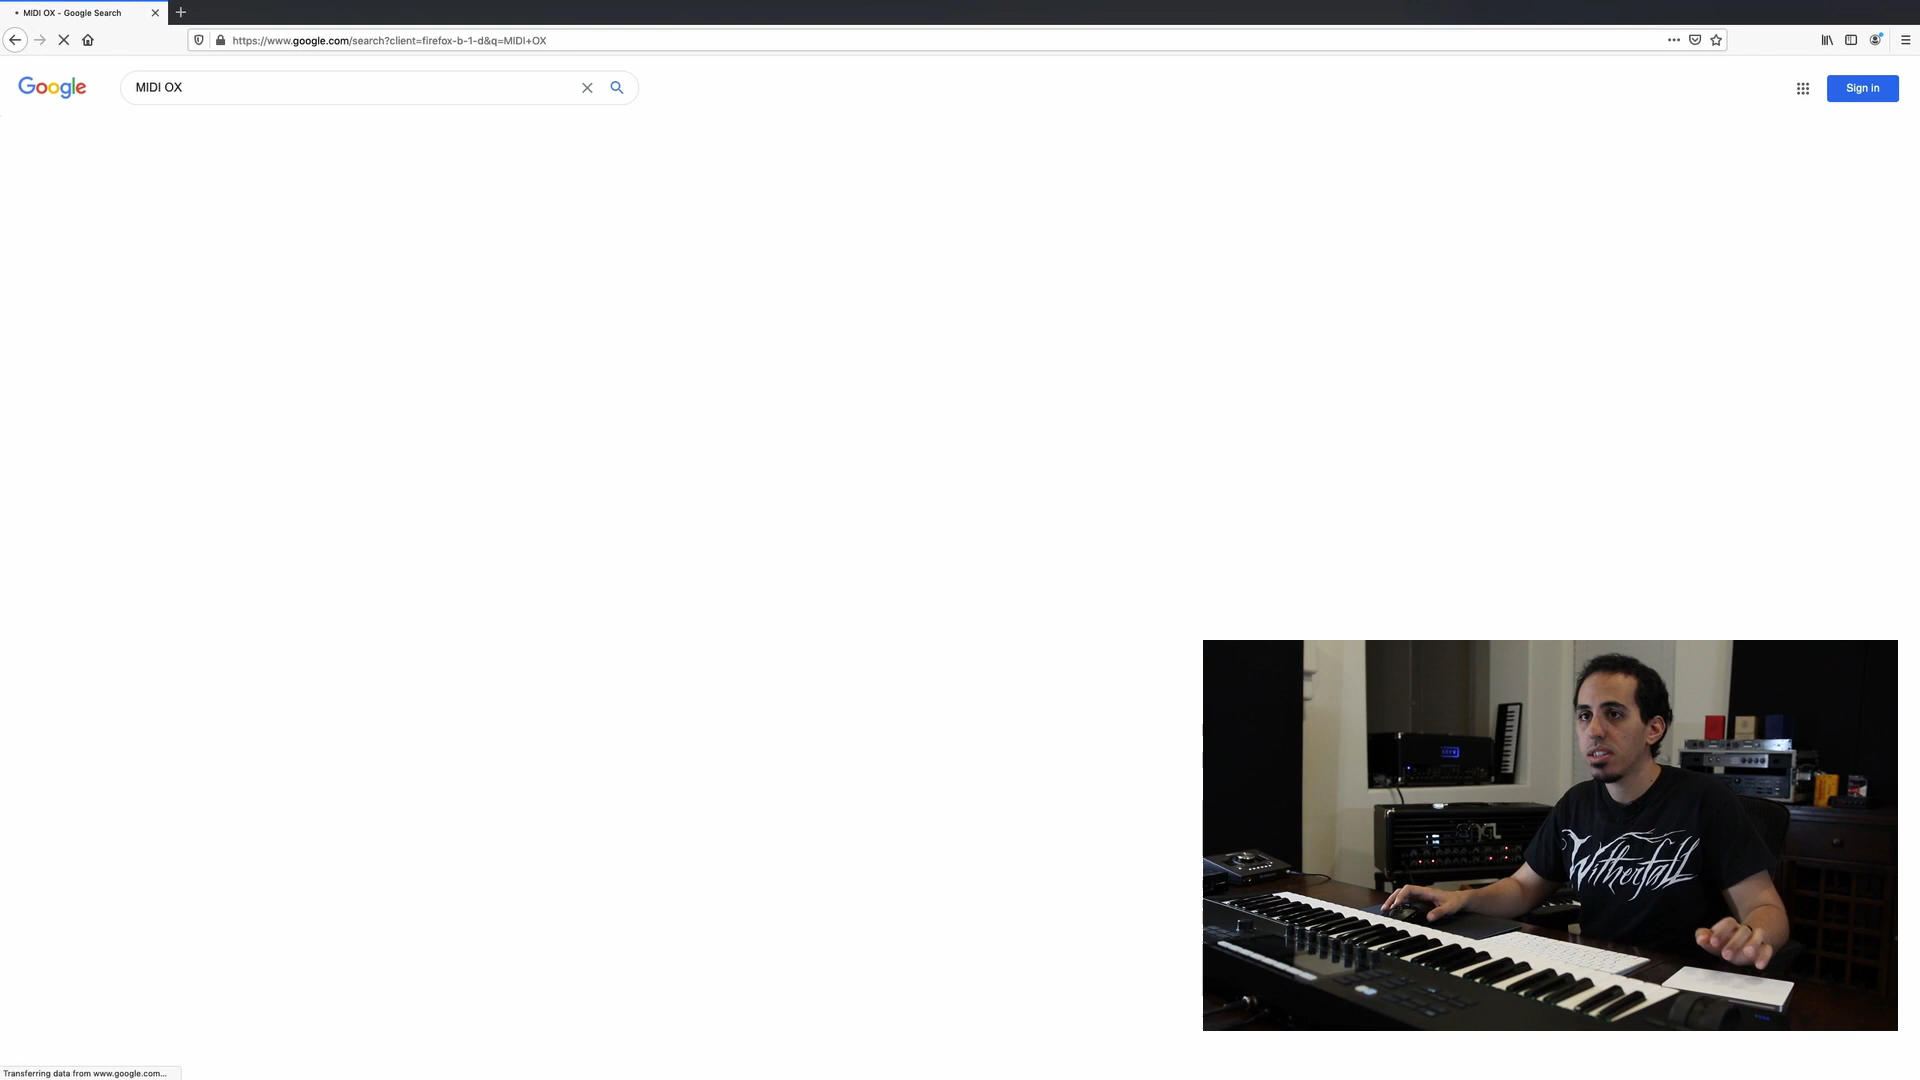 MIDI OX - Google Search
https://www.google.com/search?client=firefox-b-1-d&q=MIDI+OX
Google
MIDI OX
Sign in
ENGL
Witherfall
Transferring data from www.google.com...